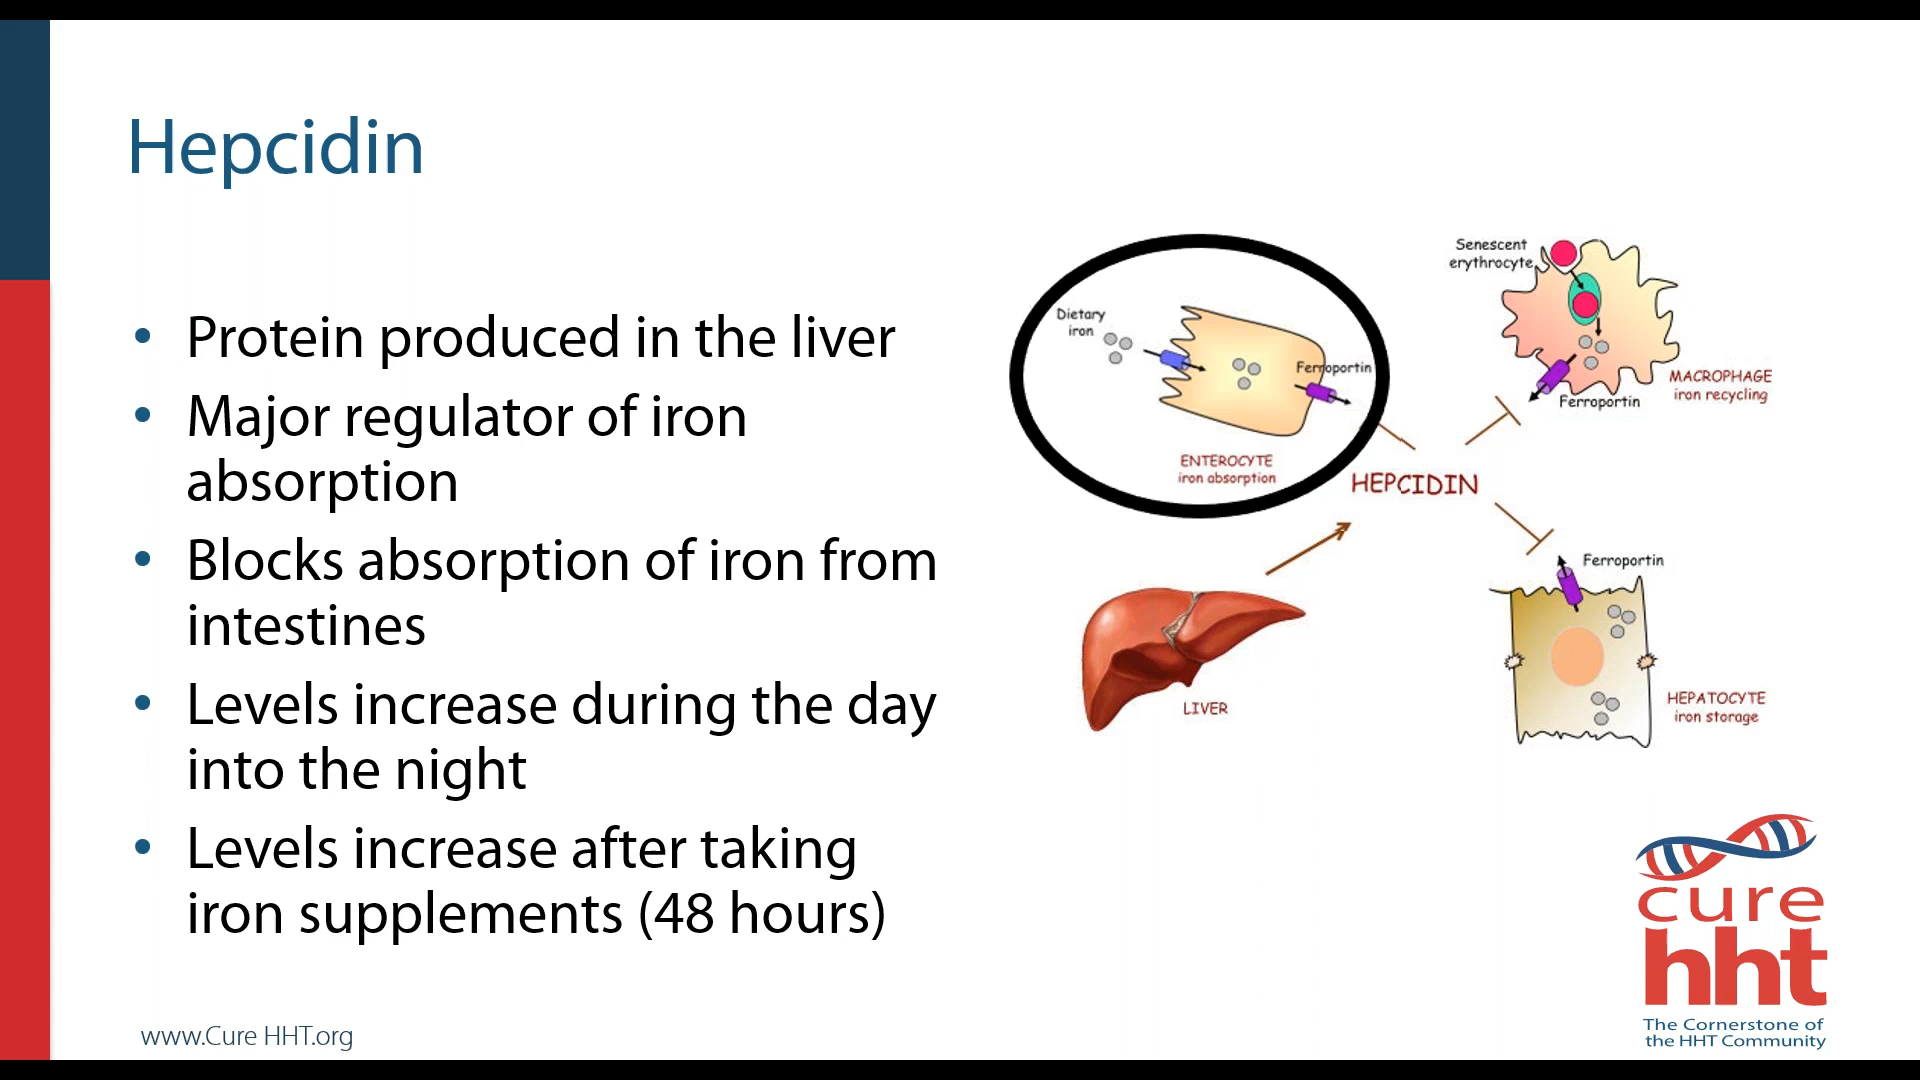 Hepcidin
• Protein produced in the liver
• Major regulator of iron
absorption
• Blocks absorption of iron from
intestines
• Levels increase during the day
into the night
• Levels increase after taking
iron supplements (48 hours)
Dietary
iron
Ferroportin
ENTEROCYTE
iron absorption
Senescent
erythrocyte
MACROPHAGE
iron recycling
Ferroportin
HEPCIDIN
Ferroportin
HEPATOCYTE
iron storage
LIVER
www.Cure HHT.org
cure
hht
The Cornerstone of
the HHT Community